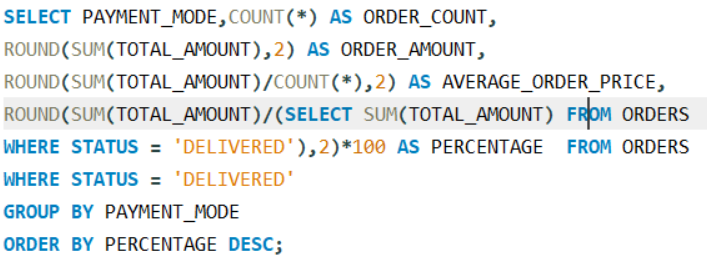 SELECT PAYMENT_MODE,COUNT(*) AS ORDER_COUNT,
ROUND(SUM(TOTAL_AMOUNT),2) AS ORDER_AMOUNT,
ROUND(SUM(TOTAL_AMOUNT)/COUNT(*),2) AS AVERAGE_ORDER_PRICE,
ROUND(SUM(TOTAL_AMOUNT)/(SELECT SUM(TOTAL_AMOUNT) FROM ORDERS
WHERE STATUS = 'DELIVERED'),2)*100 AS PERCENTAGE  FROM ORDERS
WHERE STATUS = 'DELIVERED'
GROUP BY PAYMENT_MODE
ORDER BY PERCENTAGE DESC;